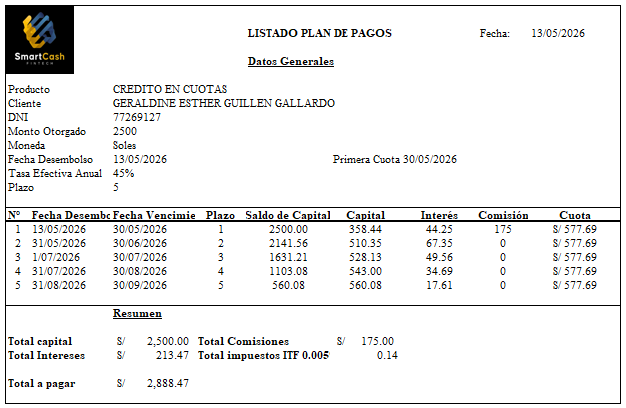 SmartCash
FINTECH
LISTADO PLAN DE PAGOS Fecha: 13/05/2026
Datos Generales
Producto CREDITO EN CUOTAS
Cliente GERALDINE ESTHER GUILLEN GALLARDO
DNI 77269127
Monto Otorgado 2500
Moneda Soles
Fecha Desembolso 13/05/2026 Primera Cuota 30/05/2026
Tasa Efectiva Anual 45%
Plazo 5
Nº Fecha Desembo Fecha Vencimie Plazo Saldo de Capital Capital Interés Comisión Cuota
1 13/05/2026 30/05/2026 1 2500.00 358.44 44.25 175 S/ 577.69
2 31/05/2026 30/06/2026 2 2141.56 510.35 67.35 0 S/ 577.69
3 1/07/2026 30/07/2026 3 1631.21 528.13 49.56 0 S/ 577.69
4 31/07/2026 30/08/2026 4 1103.08 543.00 34.69 0 S/ 577.69
5 31/08/2026 30/09/2026 5 560.08 560.08 17.61 0 S/ 577.69
Resumen
Total capital S/ 2,500.00 Total Comisiones S/ 175.00
Total Intereses S/ 213.47 Total impuestos ITF 0.005 0.14
Total a pagar S/ 2,888.47